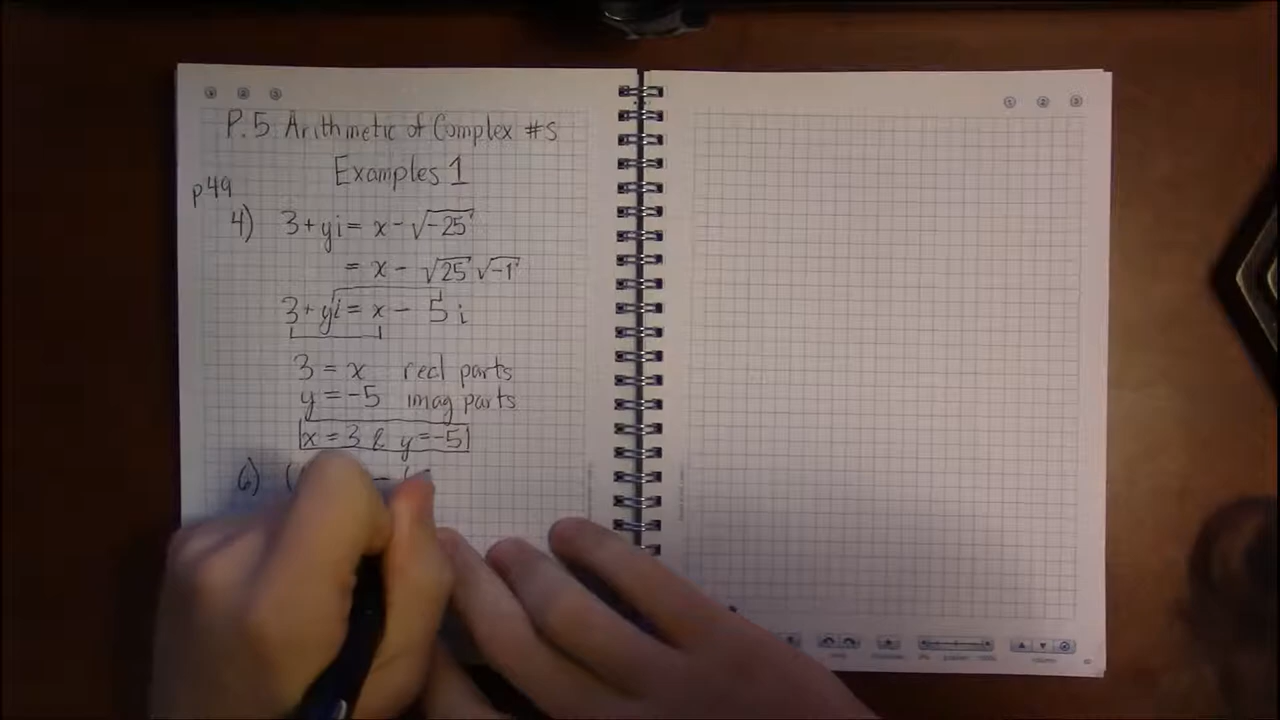 P.5 Arithmetic of Complex #s
Examples 1
p49
4) 3+yi = x - √-25
= x - √25 √-1
3+yi = x - 5i
3 = x real parts
y = -5 imag parts
x = 3 & y = -5
6) ( - (